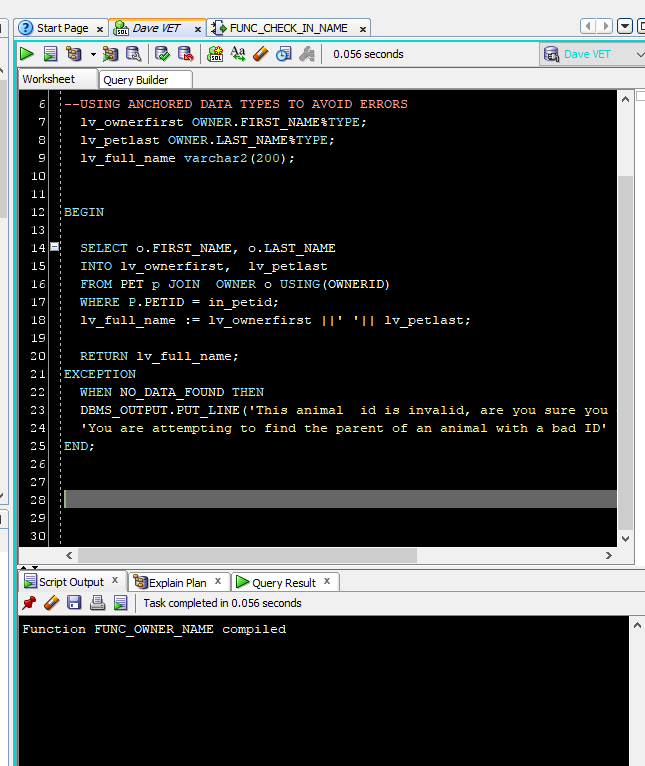 Start Page x Dave VET x FUNC_CHECK_IN_NAME x
0.056 seconds Dave VET
Worksheet Query Builder
6 --USING ANCHORED DATA TYPES TO AVOID ERRORS
7 lv_ownerfirst OWNER.FIRST_NAME%TYPE;
8 lv_petlast OWNER.LAST_NAME%TYPE;
9 lv_full_name varchar2(200);
10
11
12 BEGIN
13
14 SELECT o.FIRST_NAME, o.LAST_NAME
15 INTO lv_ownerfirst,  lv_petlast
16 FROM PET p JOIN  OWNER o USING(OWNERID)
17 WHERE P.PETID = in_petid;
18 lv_full_name := lv_ownerfirst ||' '|| lv_petlast;
19
20 RETURN lv_full_name;
21 EXCEPTION
22 WHEN NO_DATA_FOUND THEN
23 DBMS_OUTPUT.PUT_LINE('This animal  id is invalid, are you sure you
24 'You are attempting to find the parent of an animal with a bad ID'
25 END;
26
27
28
29
30
Script Output x Explain Plan x Query Result x
Task completed in 0.056 seconds
Function FUNC_OWNER_NAME compiled